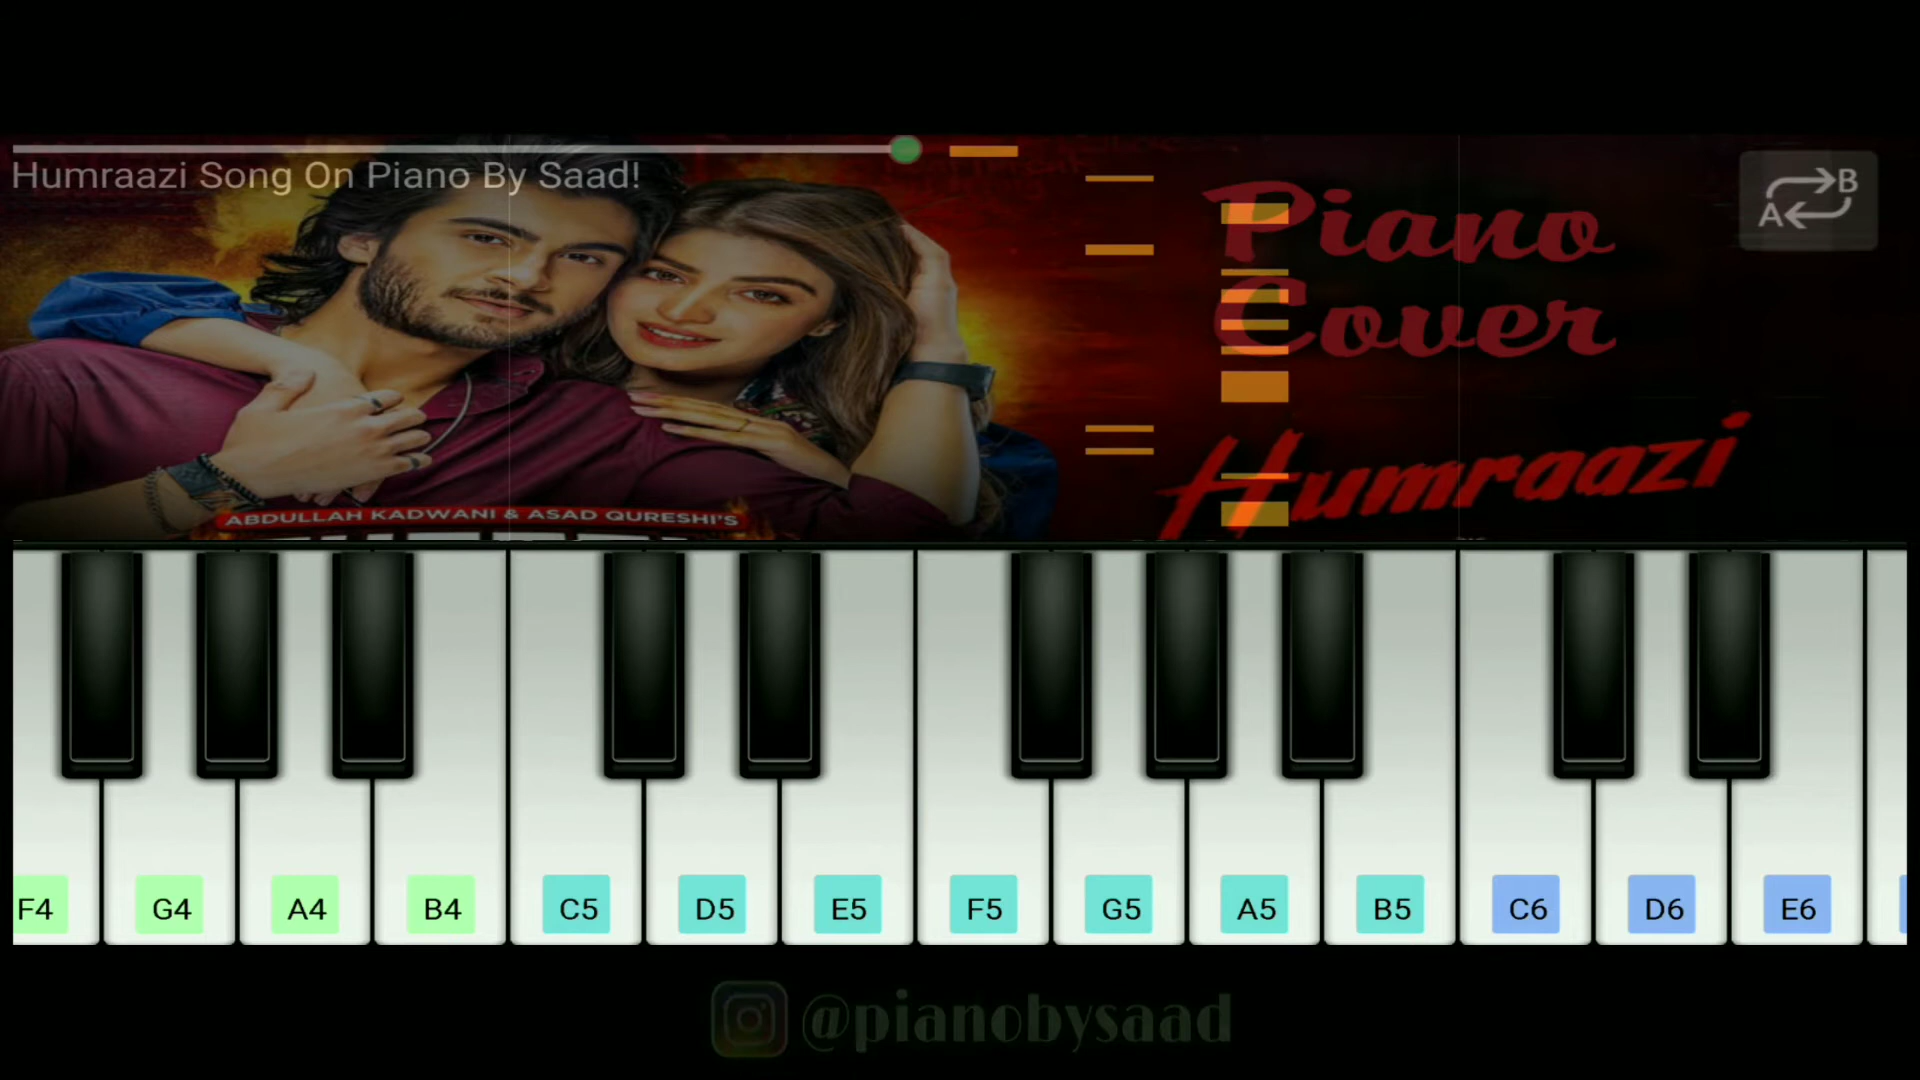 Humraazi Song On Piano By Saad!
B
A
Piano
Cover
Humraazi
ABDULLAH KADWANI & ASAD QURESHI'S
F4 G4 A4 B4 C5 D5 E5 F5 G5 A5 B5 C6 D6 E6
@pianobysaad